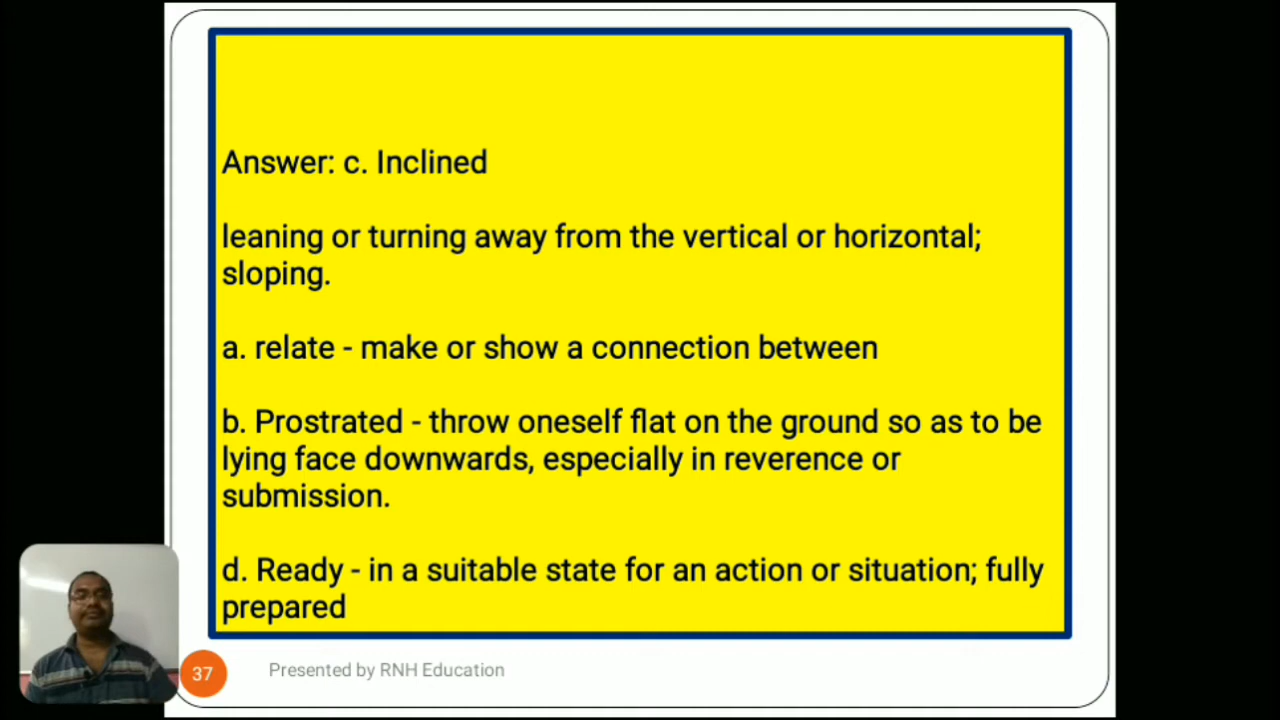 Answer: c. Inclined
leaning or turning away from the vertical or horizontal;
sloping.
a. relate - make or show a connection between
b. Prostrated - throw oneself flat on the ground so as to be
lying face downwards, especially in reverence or
submission.
d. Ready - in a suitable state for an action or situation; fully
prepared
37
Presented by RNH Education